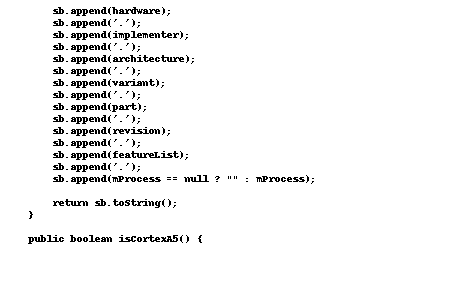 sb.append(hardware);
sb.append('.');
sb.append(implementer);
sb.append('.');
sb.append(architecture);
sb.append('.');
sb.append(variant);
sb.append('.');
sb.append(part);
sb.append('.');
sb.append(revision);
sb.append('.');
sb.append(featureList);
sb.append('.');
sb.append(mProcess == null ? "" : mProcess);
return sb.toString();
}
public boolean isCortexA5() {